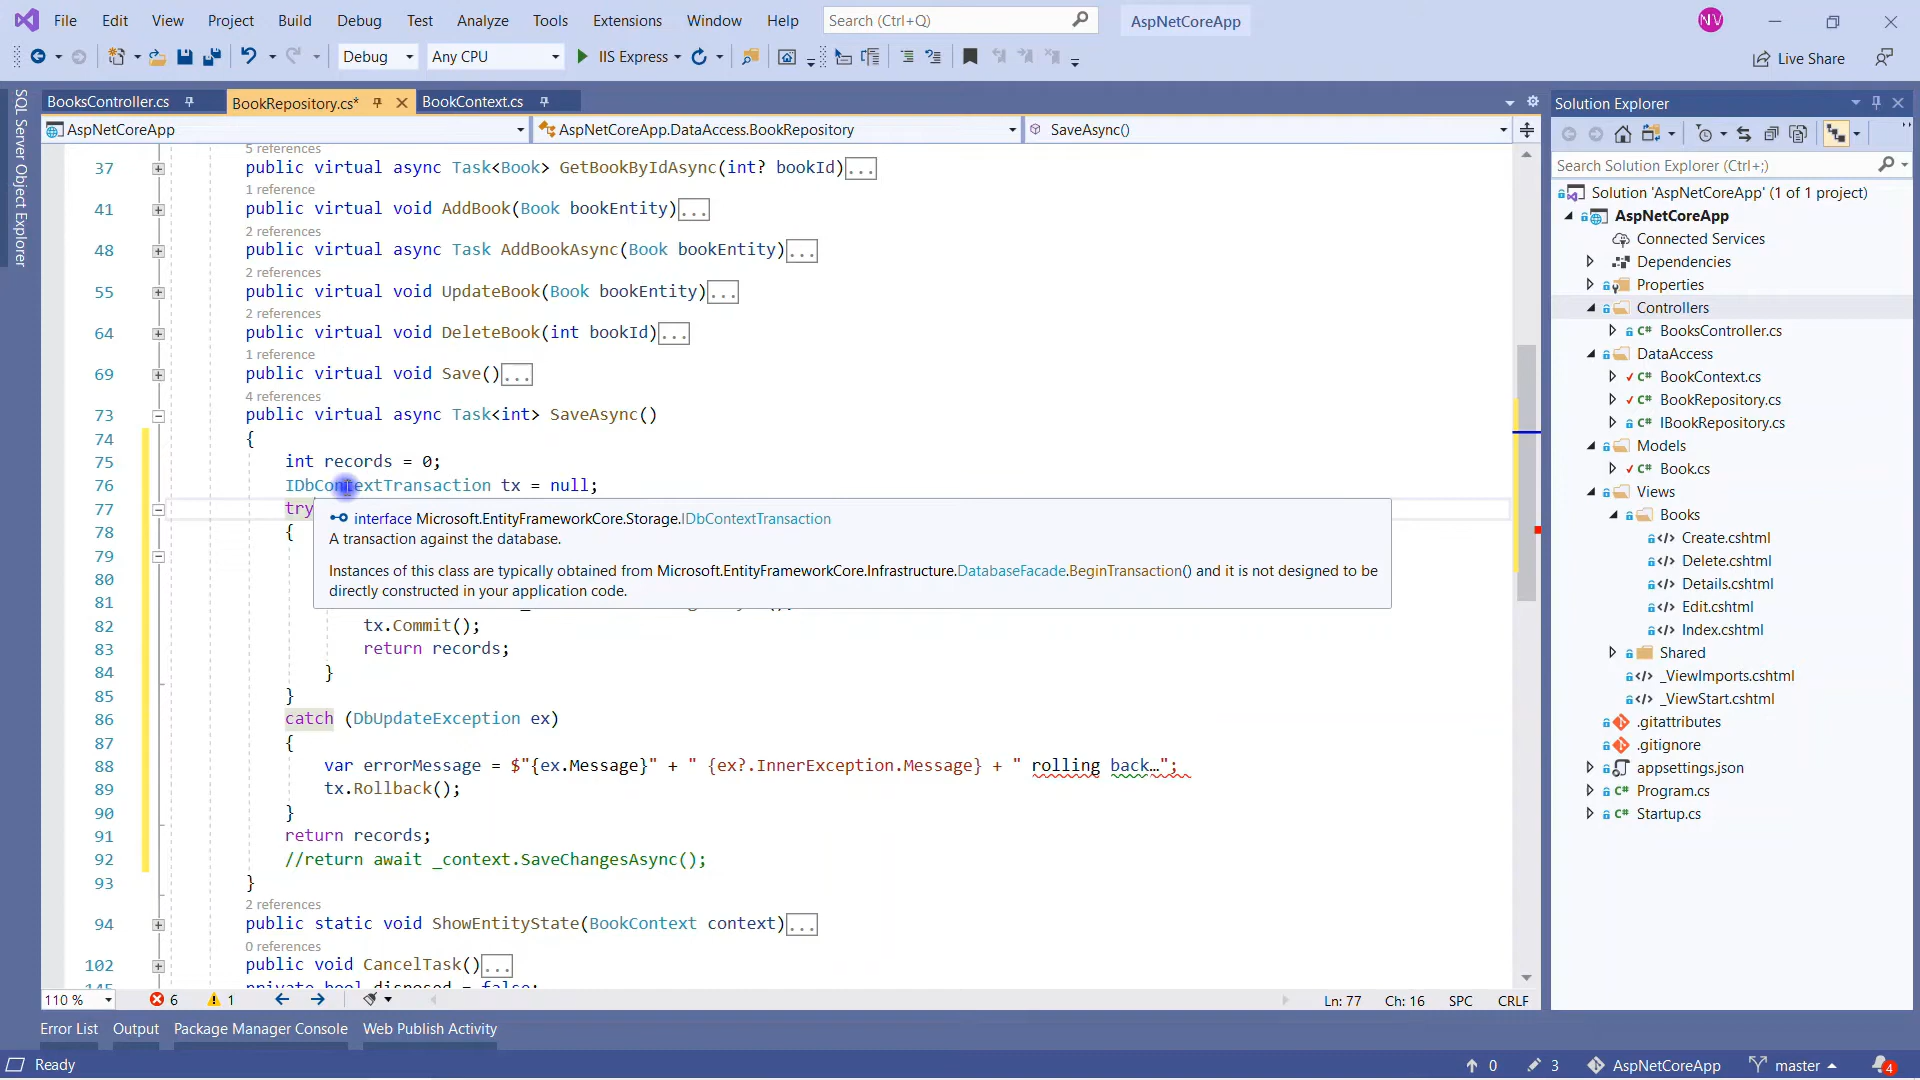 File Edit View Project Build Debug Test Analyze Tools Extensions Window Help Search (Ctrl+Q) AspNetCoreApp NV
Debug Any CPU IIS Express Live Share
SQL Server Object Explorer
BooksController.cs BookRepository.cs* BookContext.cs
AspNetCoreApp AspNetCoreApp.DataAccess.BookRepository SaveAsync()
5 references
37 public virtual async Task<Book> GetBookByIdAsync(int? bookId)...
1 reference
41 public virtual void AddBook(Book bookEntity)...
2 references
48 public virtual async Task AddBookAsync(Book bookEntity)...
2 references
55 public virtual void UpdateBook(Book bookEntity)...
2 references
64 public virtual void DeleteBook(int bookId)...
1 reference
69 public virtual void Save()...
4 references
73 public virtual async Task<int> SaveAsync()
74 {
75 int records = 0;
76 IDbContextTransaction tx = null;
77 try
78 {
79
80
81
interface Microsoft.EntityFrameworkCore.Storage.IDbContextTransaction
A transaction against the database.
Instances of this class are typically obtained from Microsoft.EntityFrameworkCore.Infrastructure.DatabaseFacade.BeginTransaction() and it is not designed to be
directly constructed in your application code.
82 tx.Commit();
83 return records;
84 }
85 }
86 catch (DbUpdateException ex)
87 {
88 var errorMessage = $"{ex.Message}" + " {ex?.InnerException.Message} + " rolling back…";
89 tx.Rollback();
90 }
91 return records;
92 //return await _context.SaveChangesAsync();
93 }
2 references
94 public static void ShowEntityState(BookContext context)...
0 references
102 public void CancelTask()...
145 private bool disposed = false;
110 % 6 1 Ln: 77 Ch: 16 SPC CRLF
Solution Explorer
Search Solution Explorer (Ctrl+;)
Solution 'AspNetCoreApp' (1 of 1 project)
AspNetCoreApp
Connected Services
Dependencies
Properties
Controllers
C# BooksController.cs
DataAccess
C# BookContext.cs
C# BookRepository.cs
C# IBookRepository.cs
Models
C# Book.cs
Views
Books
Create.cshtml
Delete.cshtml
Details.cshtml
Edit.cshtml
Index.cshtml
Shared
_ViewImports.cshtml
_ViewStart.cshtml
.gitattributes
.gitignore
appsettings.json
C# Program.cs
C# Startup.cs
Error List Output Package Manager Console Web Publish Activity
Ready 0 3 AspNetCoreApp master 4